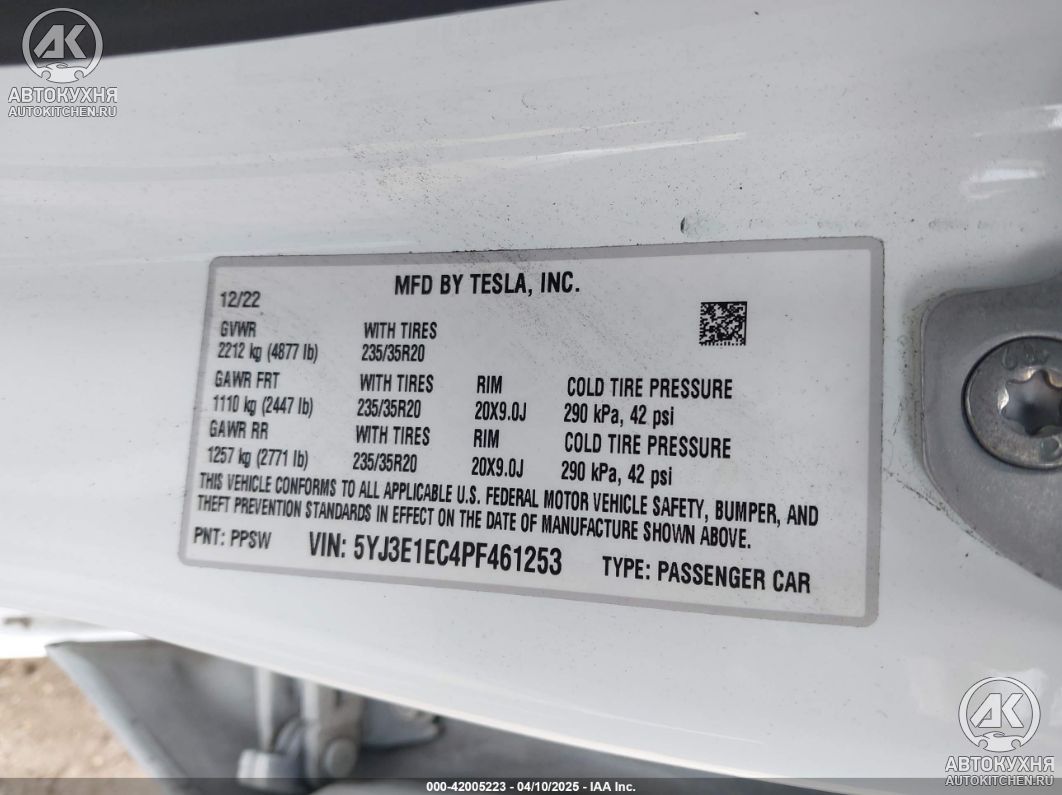 AK
АВТОКУХНЯ
AUTOKITCHEN.RU
MFD BY TESLA, INC.
12/22
GVWR WITH TIRES
2212 kg (4877 lb) 235/35R20
GAWR FRT WITH TIRES RIM COLD TIRE PRESSURE
1110 kg (2447 lb) 235/35R20 20X9.0J 290 kPa, 42 psi
GAWR RR WITH TIRES RIM COLD TIRE PRESSURE
1257 kg (2771 lb) 235/35R20 20X9.0J 290 kPa, 42 psi
THIS VEHICLE CONFORMS TO ALL APPLICABLE U.S. FEDERAL MOTOR VEHICLE SAFETY, BUMPER, AND
THEFT PREVENTION STANDARDS IN EFFECT ON THE DATE OF MANUFACTURE SHOWN ABOVE.
PNT: PPSW VIN: 5YJ3E1EC4PF461253 TYPE: PASSENGER CAR
AK
АВТОКУХНЯ
AUTOKITCHEN.RU
000-42005223 - 04/10/2025 - IAA Inc.